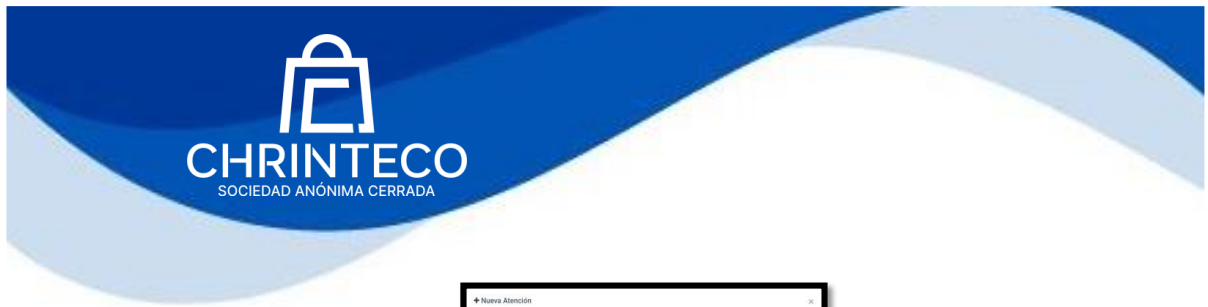 CHRINTECO
SOCIEDAD ANÓNIMA CERRADA
+ Nueva Atención ×